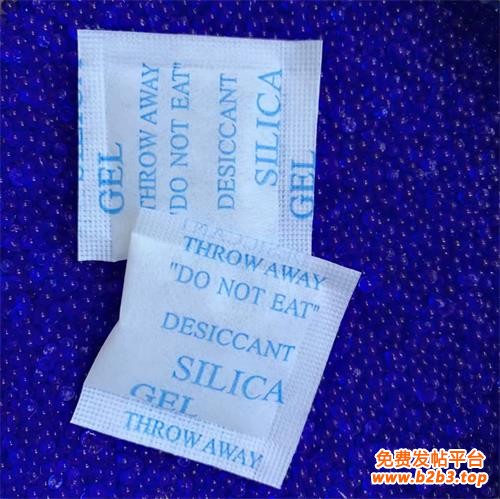 GEL
THROW AWAY
"DO NOT EAT"
DESICCANT
SILICA
GEL
THROW AWAY
"DO NOT EAT"
DESICCANT
SILICA
GEL
THROW AWAY
免费发帖平台
www.b2b3.top